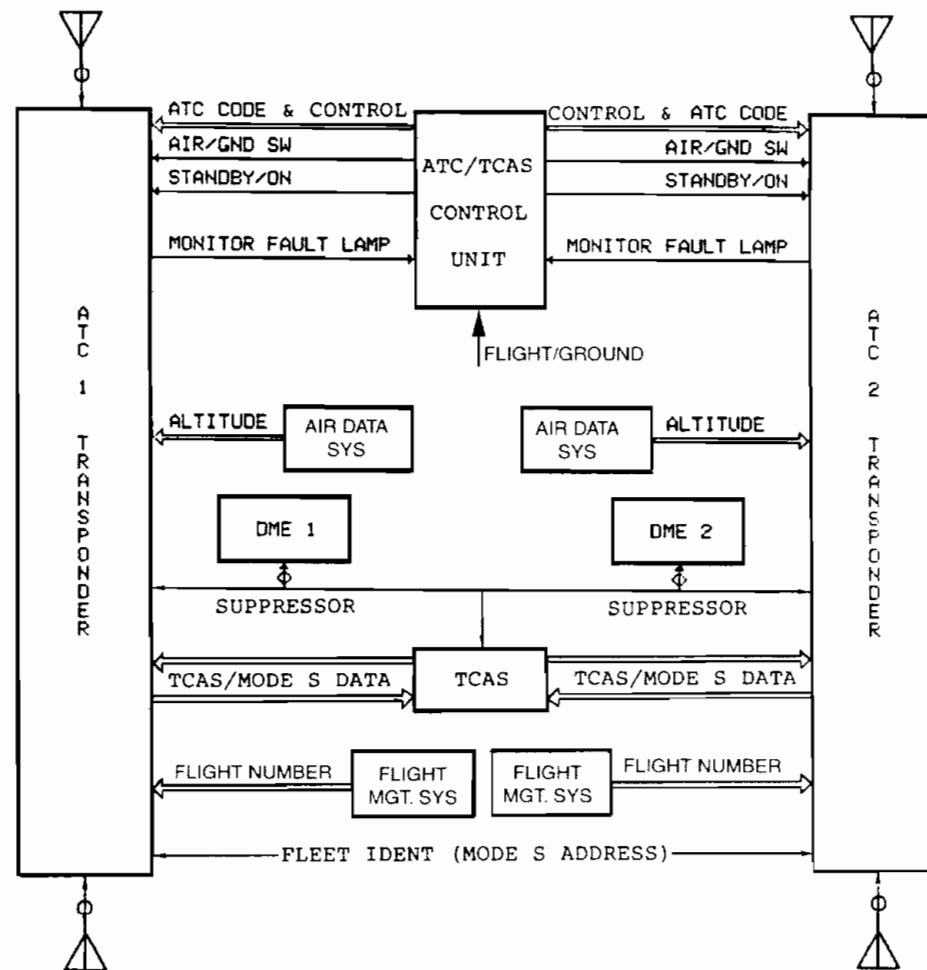 ATC CODE & CONTROL
CONTROL & ATC CODE
AIR/GND SW
AIR/GND SW
ATC/TCAS
CONTROL
UNIT
STANDBY/ON
STANDBY/ON
MONITOR FAULT LAMP
MONITOR FAULT LAMP
FLIGHT/GROUND
ATC 1 TRANSPONDER
ATC 2 TRANSPONDER
ALTITUDE
AIR DATA
SYS
AIR DATA
SYS
ALTITUDE
DME 1
DME 2
SUPPRESSOR
SUPPRESSOR
TCAS/MODE S DATA
TCAS
TCAS/MODE S DATA
FLIGHT NUMBER
FLIGHT
MGT. SYS
FLIGHT
MGT. SYS
FLIGHT NUMBER
FLEET IDENT (MODE S ADDRESS)